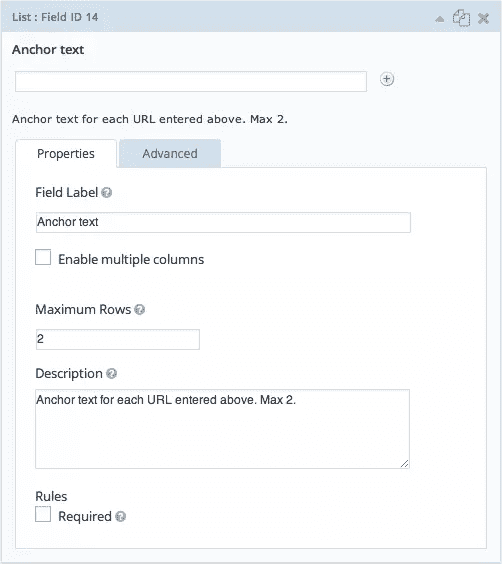 List : Field ID 14
Anchor text
Anchor text for each URL entered above. Max 2.
Properties
Advanced
Field Label
Anchor text
Enable multiple columns
Maximum Rows
2
Description
Anchor text for each URL entered above. Max 2.
Rules
Required